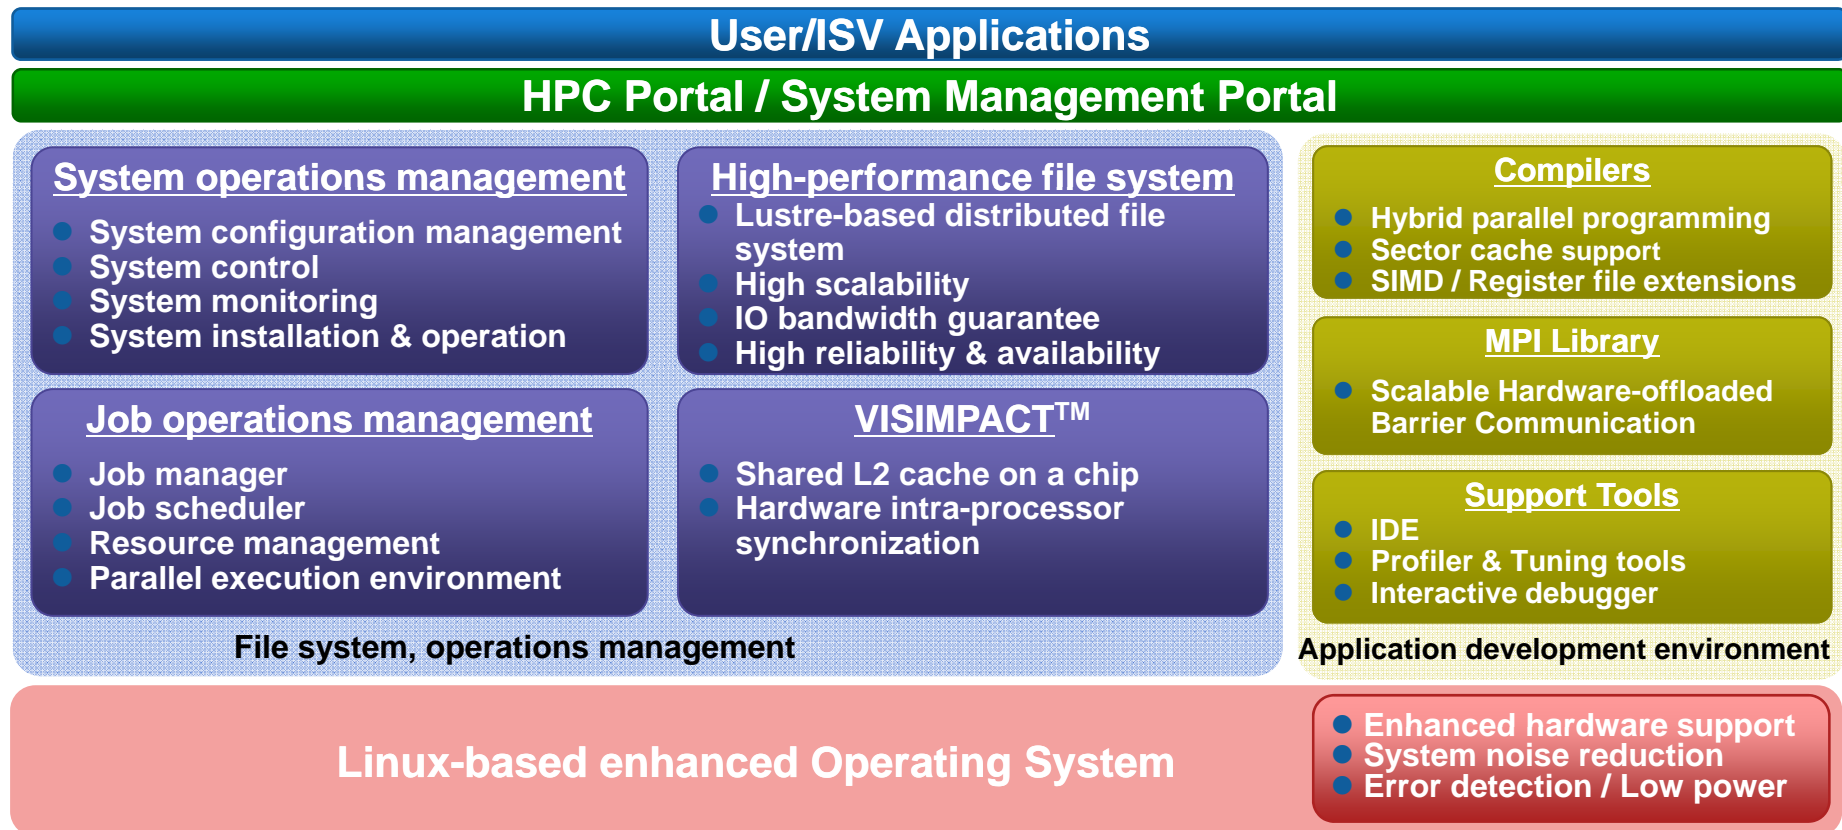 User/ISV Applications
HPC Portal / System Management Portal
System operations management
System configuration management
System control
System monitoring
System installation & operation
High-performance file system
Lustre-based distributed file
system
High scalability
IO bandwidth guarantee
High reliability & availability
Job operations management
Job manager
Job scheduler
Resource management
Parallel execution environment
VISIMPACT™
Shared L2 cache on a chip
Hardware intra-processor
synchronization
File system, operations management
Compilers
Hybrid parallel programming
Sector cache support
SIMD / Register file extensions
MPI Library
Scalable Hardware-offloaded
Barrier Communication
Support Tools
IDE
Profiler & Tuning tools
Interactive debugger
Application development environment
Linux-based enhanced Operating System
Enhanced hardware support
System noise reduction
Error detection / Low power